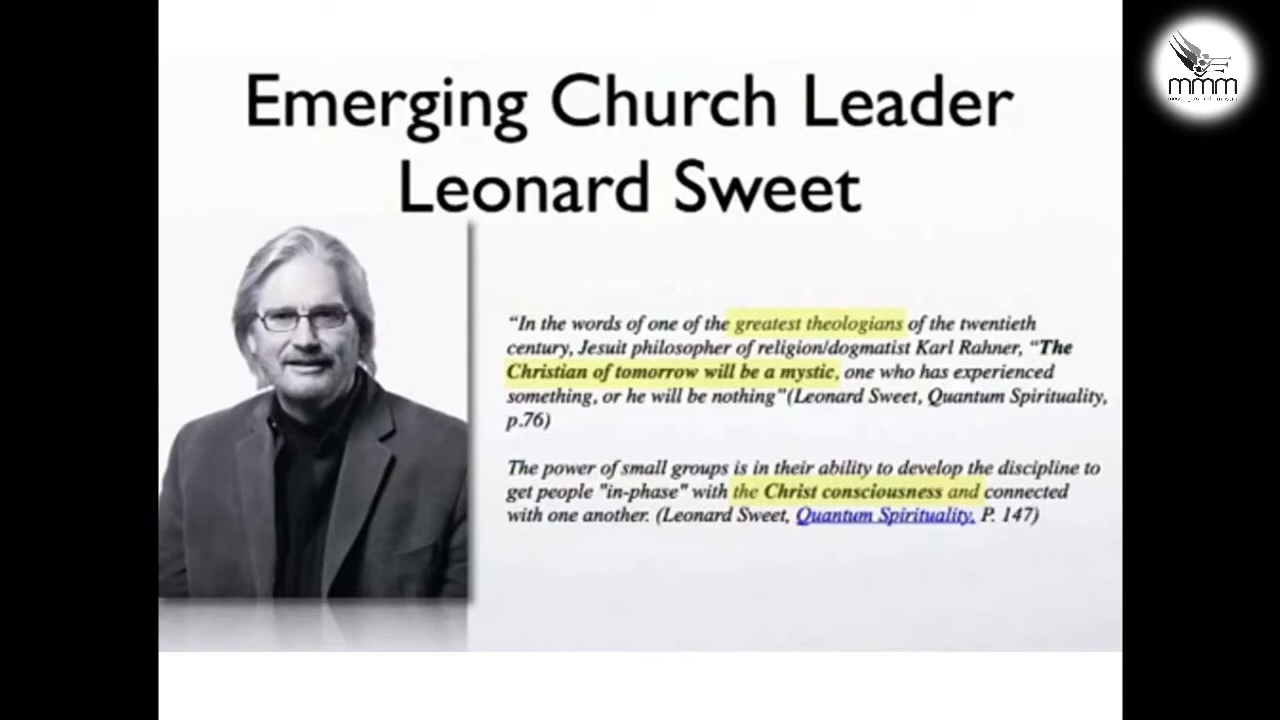 mmm
Emerging Church Leader
Leonard Sweet
“In the words of one of the greatest theologians of the twentieth
century, Jesuit philosopher of religion/dogmatist Karl Rahner, “The
Christian of tomorrow will be a mystic, one who has experienced
something, or he will be nothing”(Leonard Sweet, Quantum Spirituality,
p.76)
The power of small groups is in their ability to develop the discipline to
get people "in-phase" with the Christ consciousness and connected
with one another. (Leonard Sweet, Quantum Spirituality, P. 147)